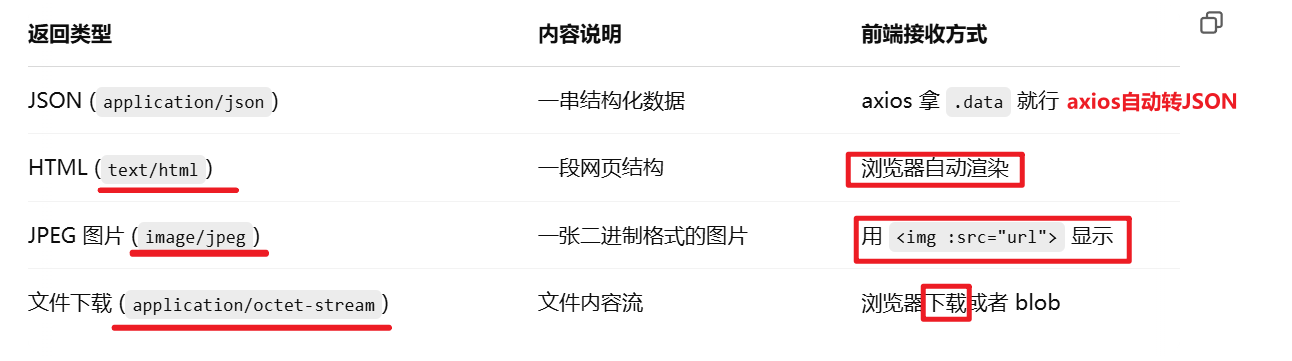 返回类型 内容说明 前端接收方式
JSON (application/json) 一串结构化数据 axios 拿 .data 就行 axios自动转JSON
HTML (text/html) 一段网页结构 浏览器自动渲染
JPEG 图片 (image/jpeg) 一张二进制格式的图片 用 <img :src="url"> 显示
文件下载 (application/octet-stream) 文件内容流 浏览器下载或者 blob